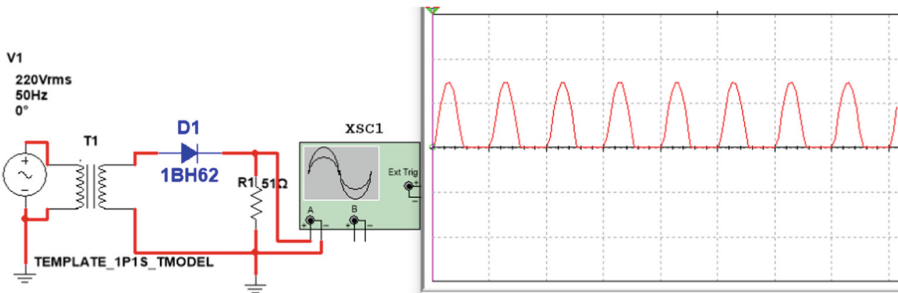 V1
220Vrms
50Hz
0°
T1
D1
1BH62
R1 51Ω
XSC1
Ext Trig
A
B
TEMPLATE_1P1S_TMODEL